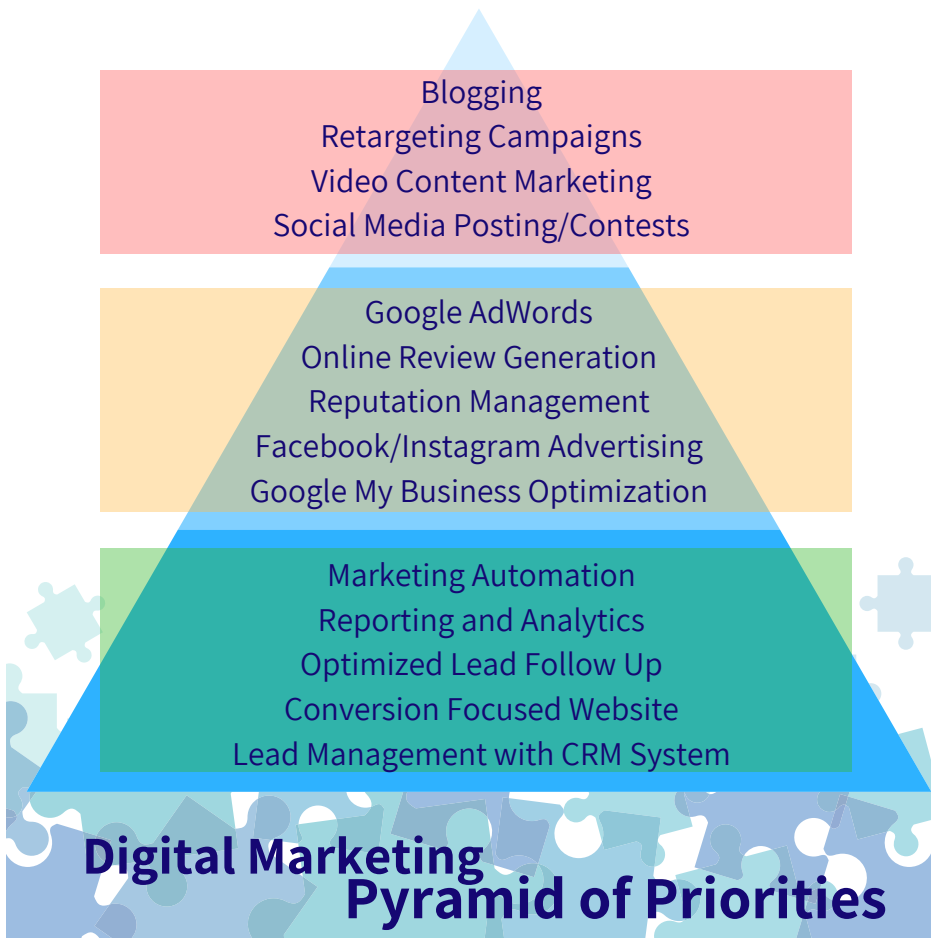 Blogging
Retargeting Campaigns
Video Content Marketing
Social Media Posting/Contests
Google AdWords
Online Review Generation
Reputation Management
Facebook/Instagram Advertising
Google My Business Optimization
Marketing Automation
Reporting and Analytics
Optimized Lead Follow Up
Conversion Focused Website
Lead Management with CRM System
Digital Marketing
Pyramid of Priorities